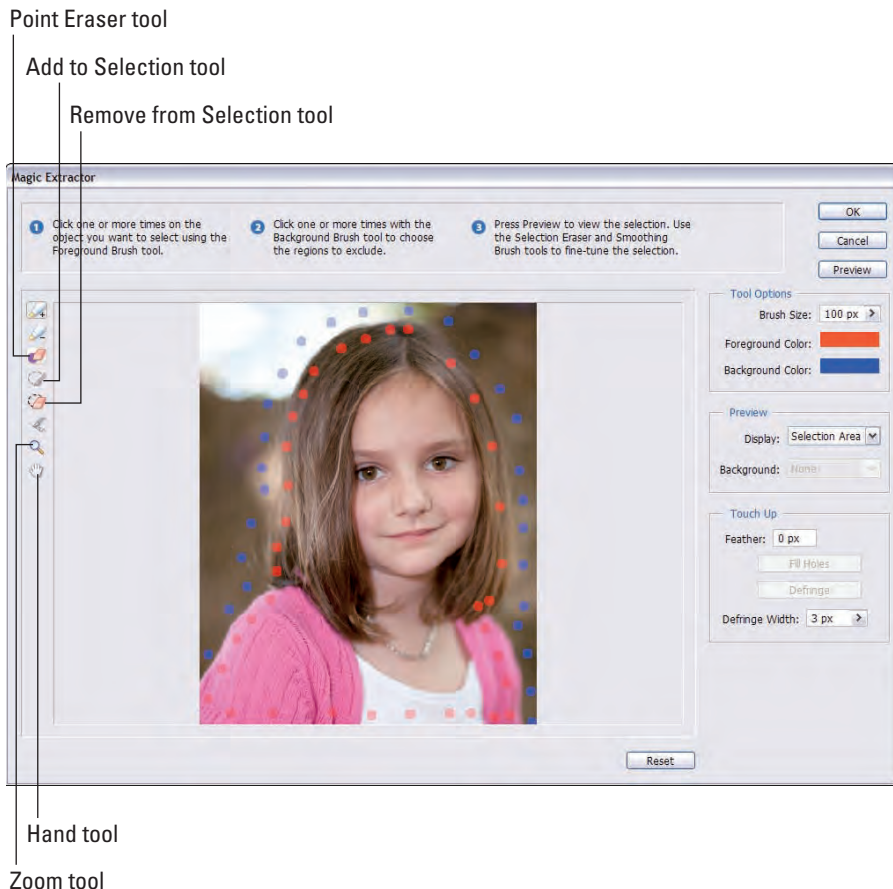 Point Eraser tool
Add to Selection tool
Remove from Selection tool
Magic Extractor
1 Click one or more times on the
object you want to select using the
Foreground Brush tool.
2 Click one or more times with the
Background Brush tool to choose
the regions to exclude.
3 Press Preview to view the selection. Use
the Selection Eraser and Smoothing
Brush tools to fine-tune the selection.
OK
Cancel
Preview
Tool Options
Brush Size: 100 px
Foreground Color:
Background Color:
Preview
Display: Selection Area
Background: None
Touch Up
Feather: 0 px
Fill Holes
Defringe
Defringe Width: 3 px
Reset
Hand tool
Zoom tool